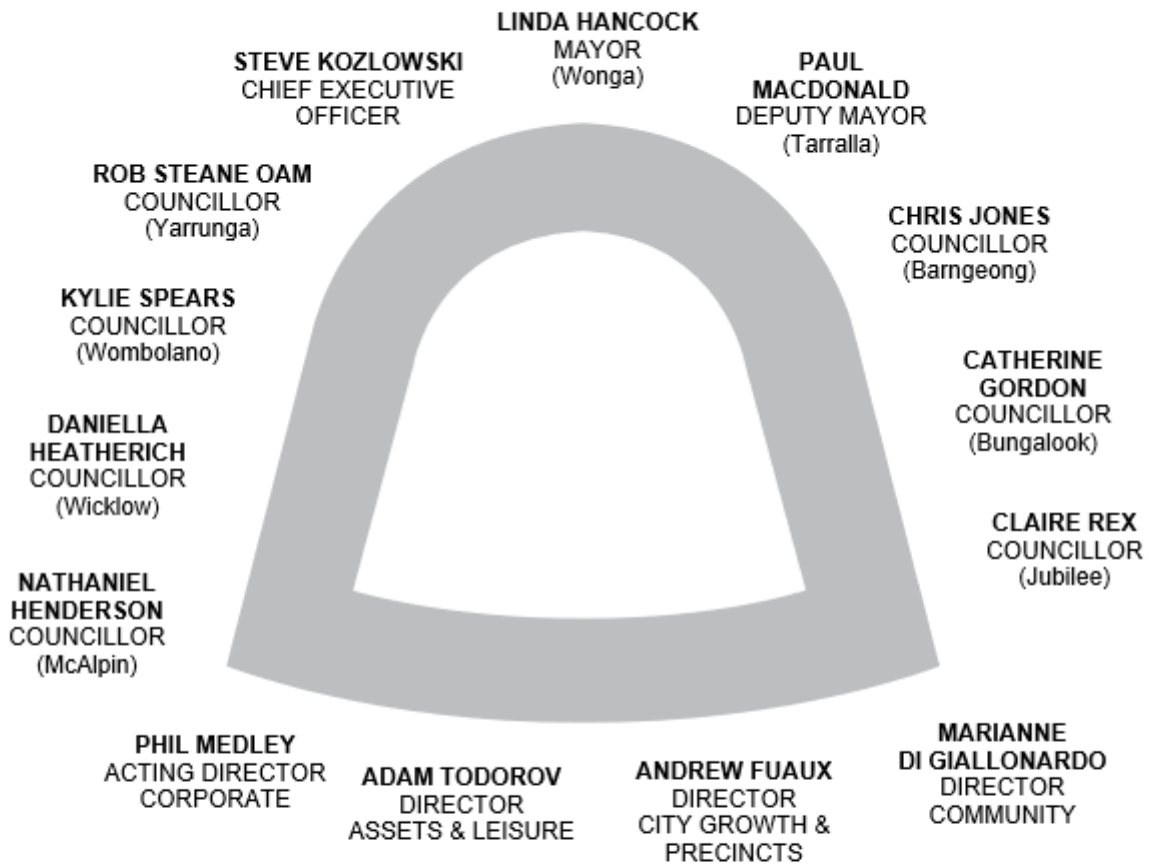 LINDA HANCOCK
MAYOR
(Wonga)
STEVE KOZLOWSKI
CHIEF EXECUTIVE
OFFICER
PAUL
MACDONALD
DEPUTY MAYOR
(Tarralla)
ROB STEANE OAM
COUNCILLOR
(Yarrunga)
CHRIS JONES
COUNCILLOR
(Barngeong)
KYLIE SPEARS
COUNCILLOR
(Wombolano)
CATHERINE
GORDON
COUNCILLOR
(Bungalook)
DANIELLA
HEATHERICH
COUNCILLOR
(Wicklow)
CLAIRE REX
COUNCILLOR
(Jubilee)
NATHANIEL
HENDERSON
COUNCILLOR
(McAlpin)
PHIL MEDLEY
ACTING DIRECTOR
CORPORATE
ADAM TODOROV
DIRECTOR
ASSETS & LEISURE
ANDREW FUAUX
DIRECTOR
CITY GROWTH &
PRECINCTS
MARIANNE
DI GIALLONARDO
DIRECTOR
COMMUNITY